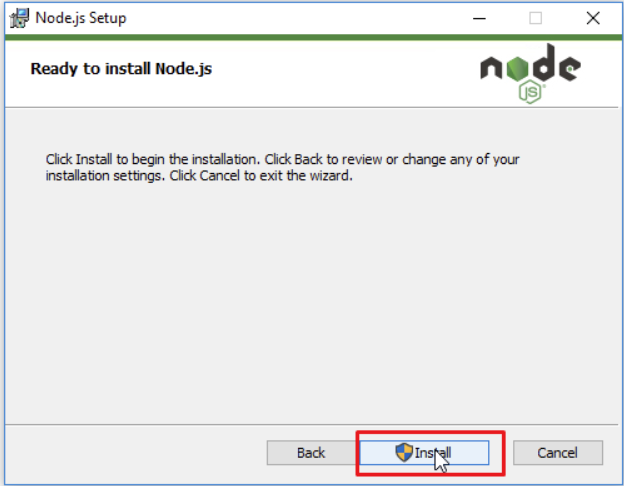 Node.js Setup
Ready to install Node.js
node
JS
Click Install to begin the installation. Click Back to review or change any of your
installation settings. Click Cancel to exit the wizard.
Back
Install
Cancel